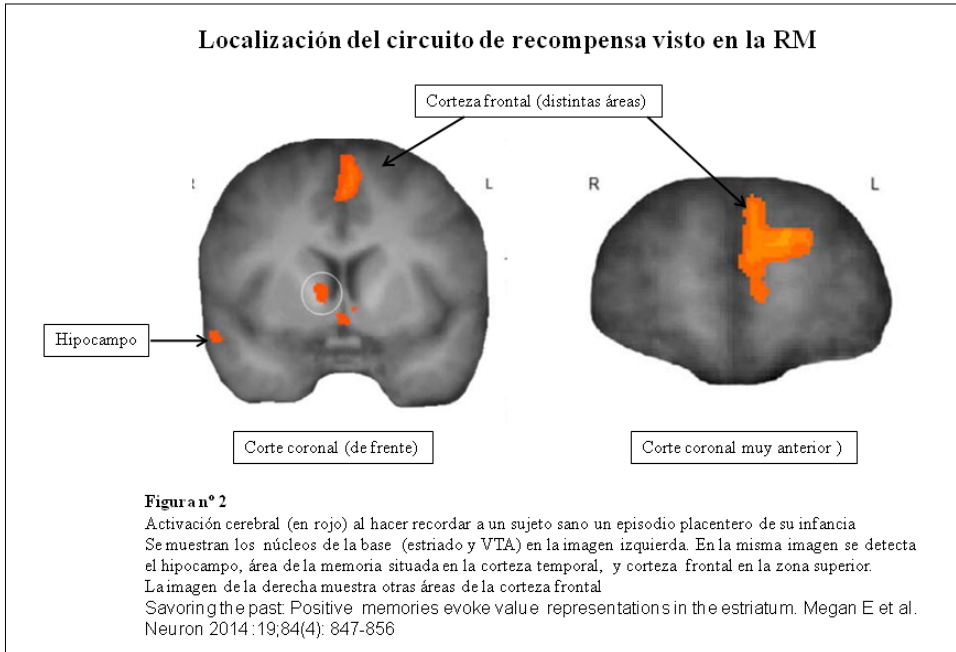 Localización del circuito de recompensa visto en la RM
Corteza frontal (distintas áreas)
R
L
R
L
Hipocampo
Corte coronal (de frente)
Corte coronal muy anterior )
Figura nº 2
Activación cerebral (en rojo) al hacer recordar a un sujeto sano un episodio placentero de su infancia
Se muestran los núcleos de la base (estriado y VTA) en la imagen izquierda. En la misma imagen se detecta
el hipocampo, área de la memoria situada en la corteza temporal, y corteza frontal en la zona superior.
La imagen de la derecha muestra otras áreas de la corteza frontal
Savoring the past: Positive memories evoke value representations in the estriatum. Megan E et al.
Neuron 2014 :19;84(4): 847-856